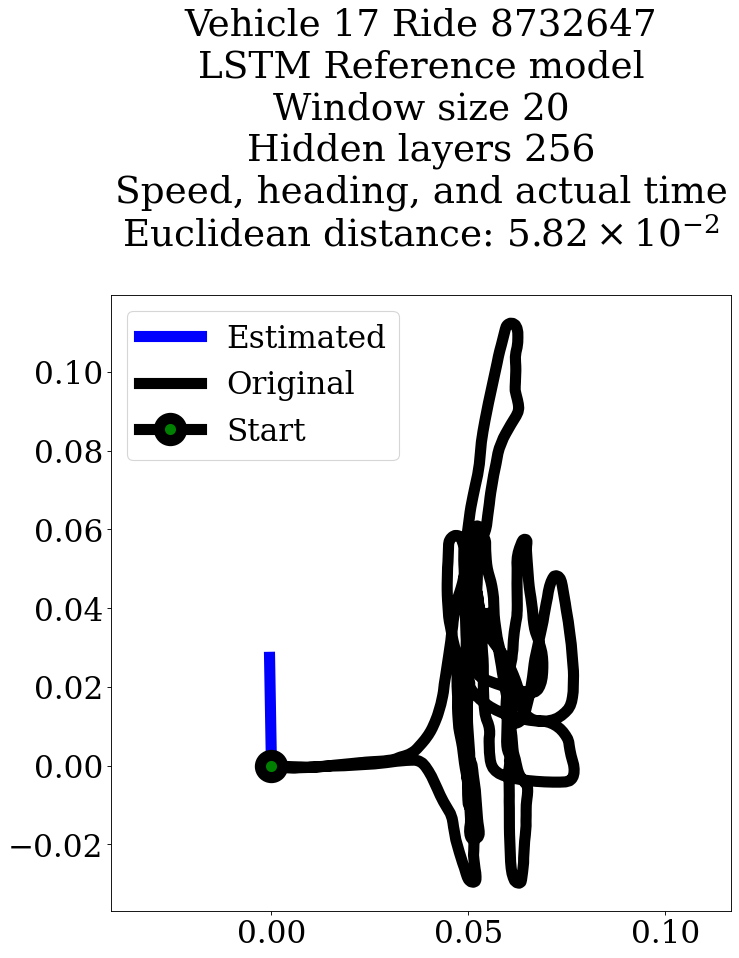 Vehicle 17 Ride 8732647
LSTM Reference model
Window size 20
Hidden layers 256
Speed, heading, and actual time
Euclidean distance: 5.82 × 10⁻²
Estimated
Original
Start
0.10
0.08
0.06
0.04
0.02
0.00
−0.02
0.00 0.05 0.10